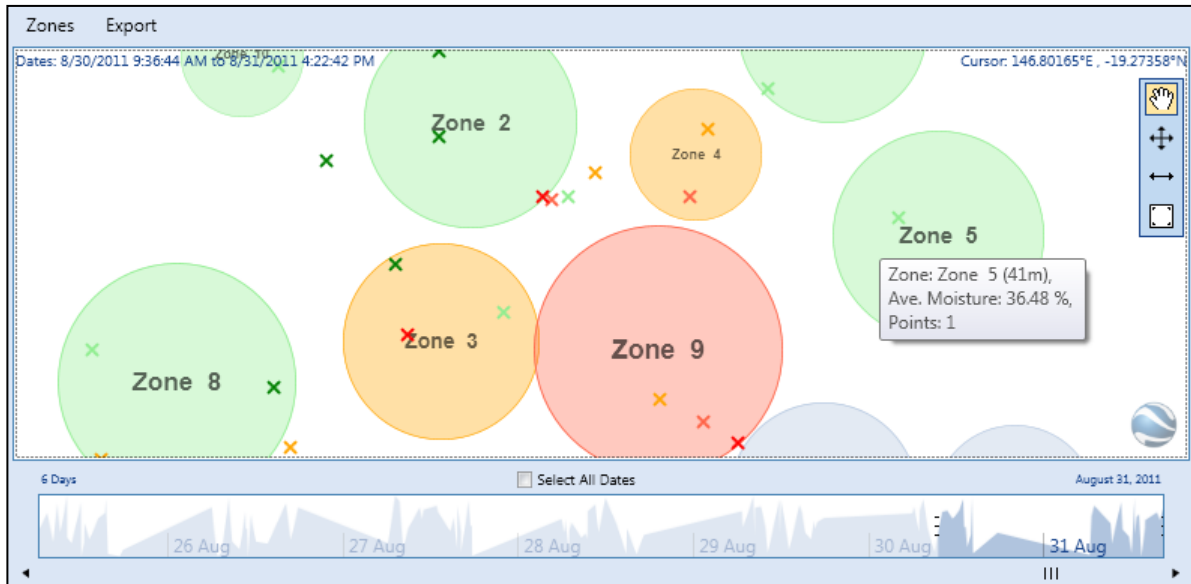 Zones Export
Dates: 8/30/2011 9:36:44 AM to 8/31/2011 4:22:42 PM
Cursor: 146.80165°E , -19.27358°N
Zone 10
Zone 2
Zone 4
Zone 5
Zone: Zone 5 (41m),
Ave. Moisture: 36.48 %,
Points: 1
Zone 3
Zone 9
Zone 8
6 Days
Select All Dates
August 31, 2011
26 Aug
27 Aug
28 Aug
29 Aug
30 Aug
31 Aug